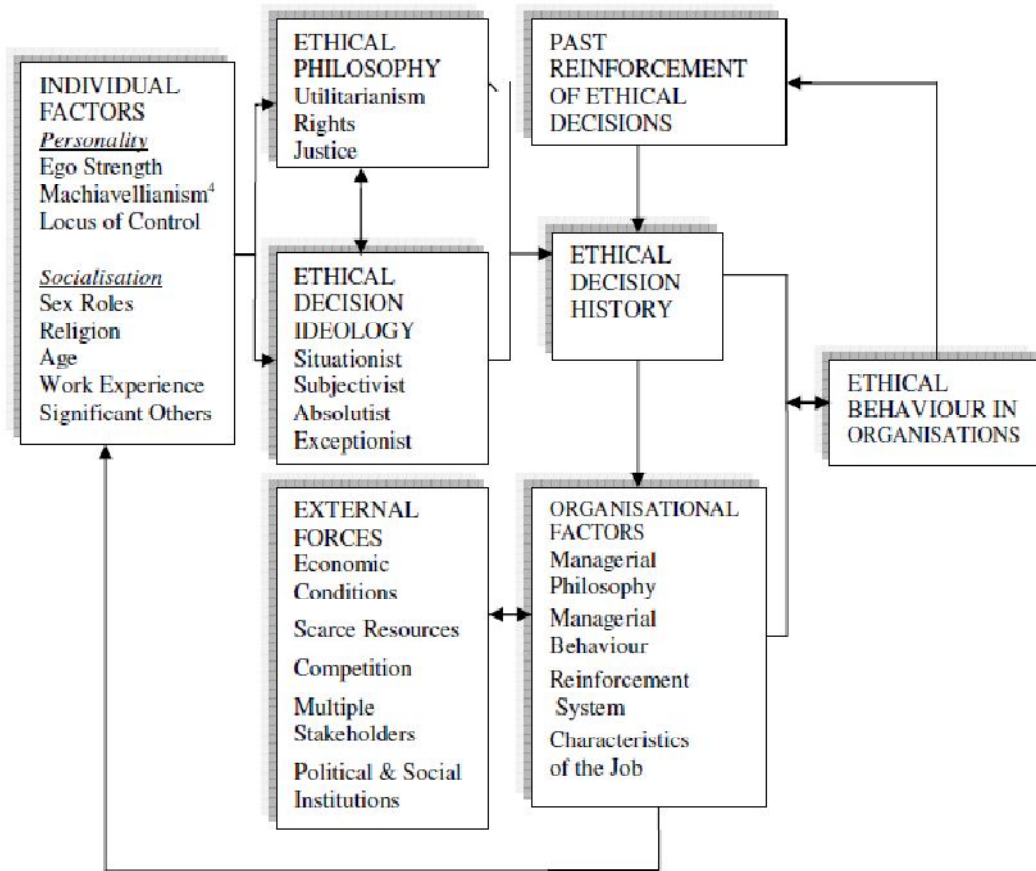 INDIVIDUAL
FACTORS
Personality
Ego Strength
Machiavellianism⁴
Locus of Control
Socialisation
Sex Roles
Religion
Age
Work Experience
Significant Others
ETHICAL
PHILOSOPHY
Utilitarianism
Rights
Justice
ETHICAL
DECISION
IDEOLOGY
Situationist
Subjectivist
Absolutist
Exceptionist
EXTERNAL
FORCES
Economic
Conditions
Scarce Resources
Competition
Multiple
Stakeholders
Political & Social
Institutions
PAST
REINFORCEMENT
OF ETHICAL
DECISIONS
ETHICAL
DECISION
HISTORY
ORGANISATIONAL
FACTORS
Managerial
Philosophy
Managerial
Behaviour
Reinforcement
System
Characteristics
of the Job
ETHICAL
BEHAVIOUR IN
ORGANISATIONS